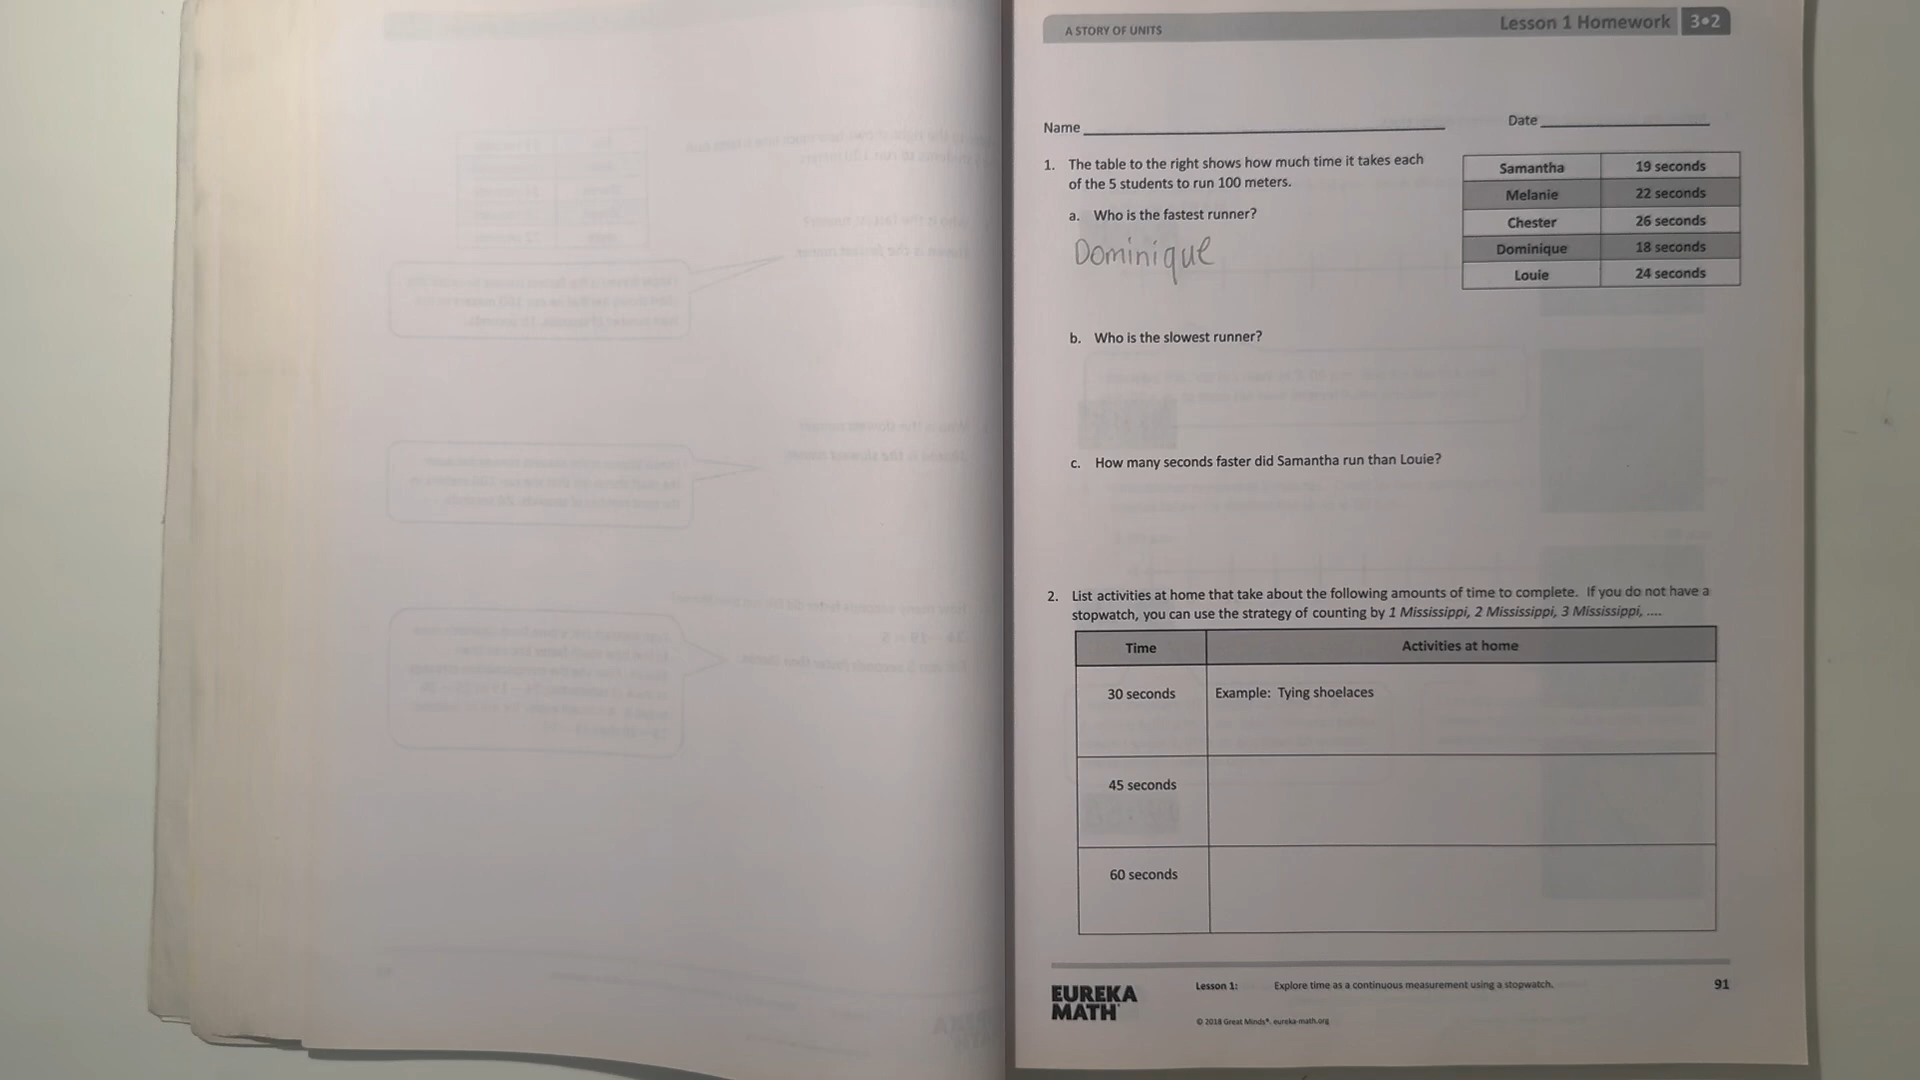 A STORY OF UNITS
Lesson 1 Homework 3•2
Name
Date
1. The table to the right shows how much time it takes each
of the 5 students to run 100 meters.
Samantha 19 seconds
Melanie 22 seconds
Chester 26 seconds
Dominique 18 seconds
Louie 24 seconds
a. Who is the fastest runner?
Dominique
b. Who is the slowest runner?
c. How many seconds faster did Samantha run than Louie?
2. List activities at home that take about the following amounts of time to complete. If you do not have a
stopwatch, you can use the strategy of counting by 1 Mississippi, 2 Mississippi, 3 Mississippi, ....
Time Activities at home
30 seconds Example: Tying shoelaces
45 seconds
60 seconds
EUREKA
MATH
Lesson 1: Explore time as a continuous measurement using a stopwatch.
91
© 2018 Great Minds®. eureka-math.org